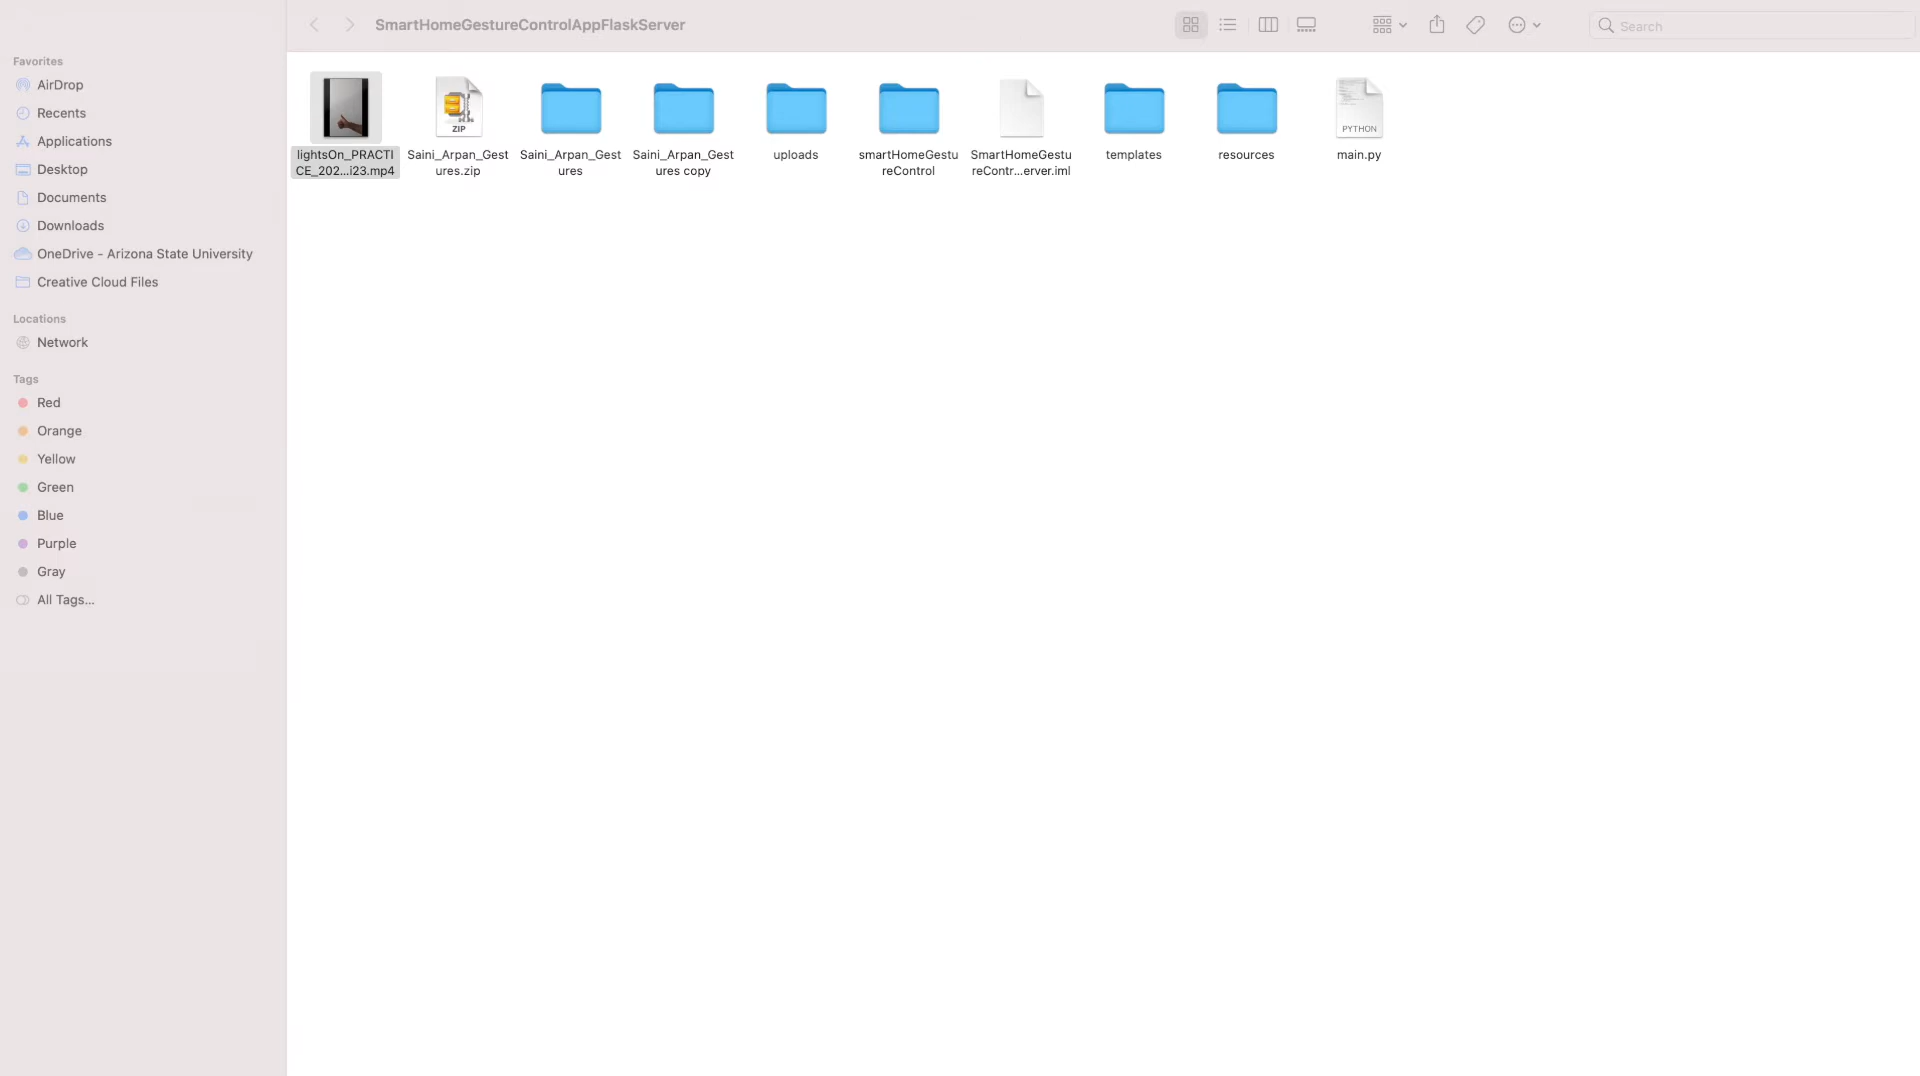 SmartHomeGestureControlAppFlaskServer
Search
Favorites
AirDrop
Recents
Applications
Desktop
Documents
Downloads
OneDrive - Arizona State University
Creative Cloud Files
Locations
Network
Tags
Red
Orange
Yellow
Green
Blue
Purple
Gray
All Tags...
lightsOn_PRACTI
CE_202...i23.mp4
ZIP
Saini_Arpan_Gest
ures.zip
Saini_Arpan_Gest
ures
Saini_Arpan_Gest
ures copy
uploads
smartHomeGestu
reControl
SmartHomeGestu
reContr...erver.iml
templates
resources
PYTHON
main.py